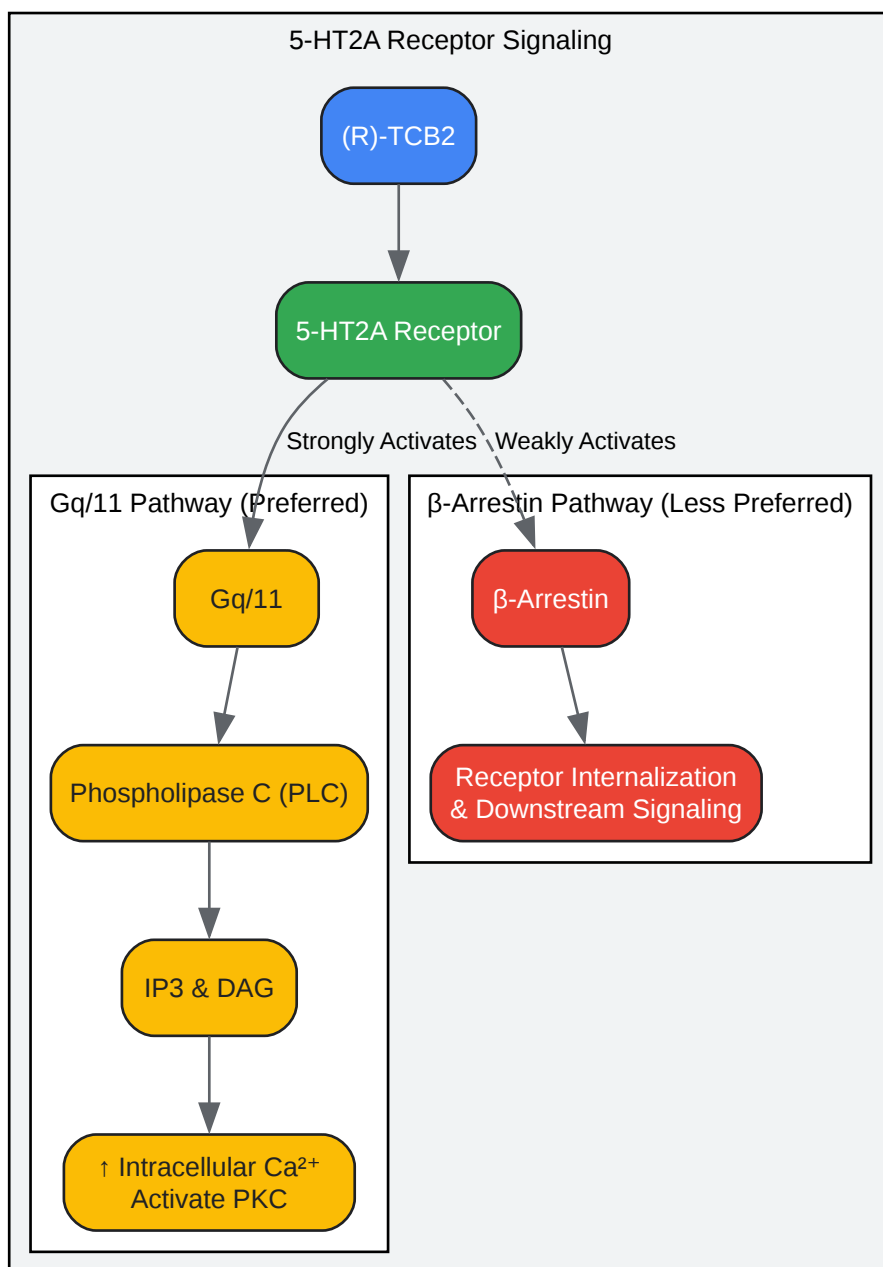 5-HT2A Receptor Signaling
(R)-TCB2
5-HT2A Receptor
Strongly Activates
Weakly Activates
Gq/11 Pathway (Preferred)
β-Arrestin Pathway (Less Preferred)
Gq/11
β-Arrestin
Phospholipase C (PLC)
Receptor Internalization
& Downstream Signaling
IP3 & DAG
↑ Intracellular Ca²⁺
Activate PKC